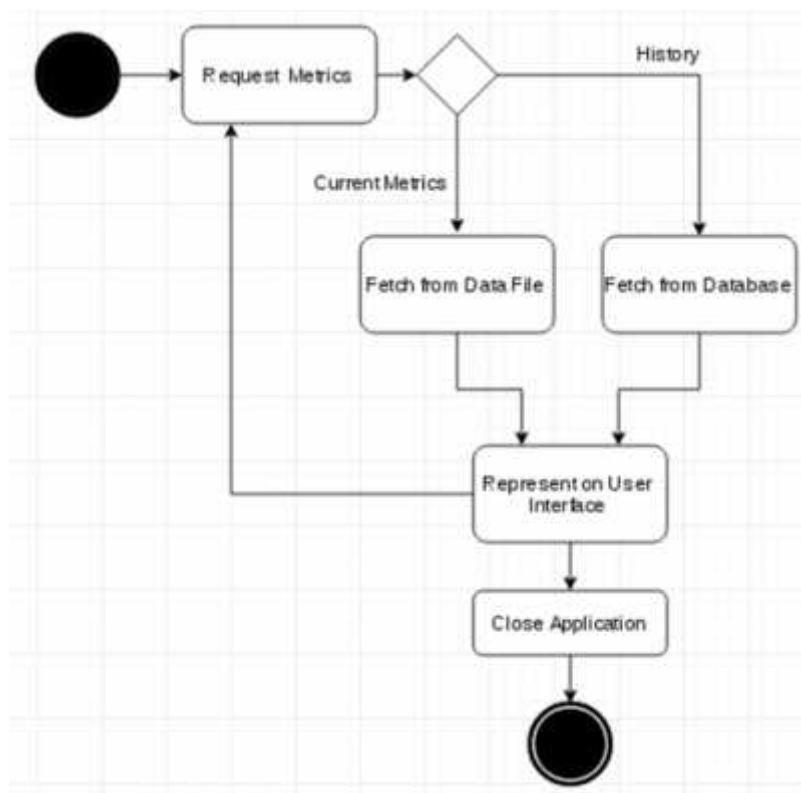 Request Metrics
History
Current Metrics
Fetch from Data File
Fetch from Database
Represent on User
Interface
Close Application